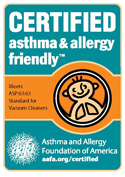 CERTIFIED
asthma & allergy
friendly™
Meets
ASP:03:03
Standard for
Vacuum Cleaners
Asthma and Allergy
Foundation of America
aafa.org/certified